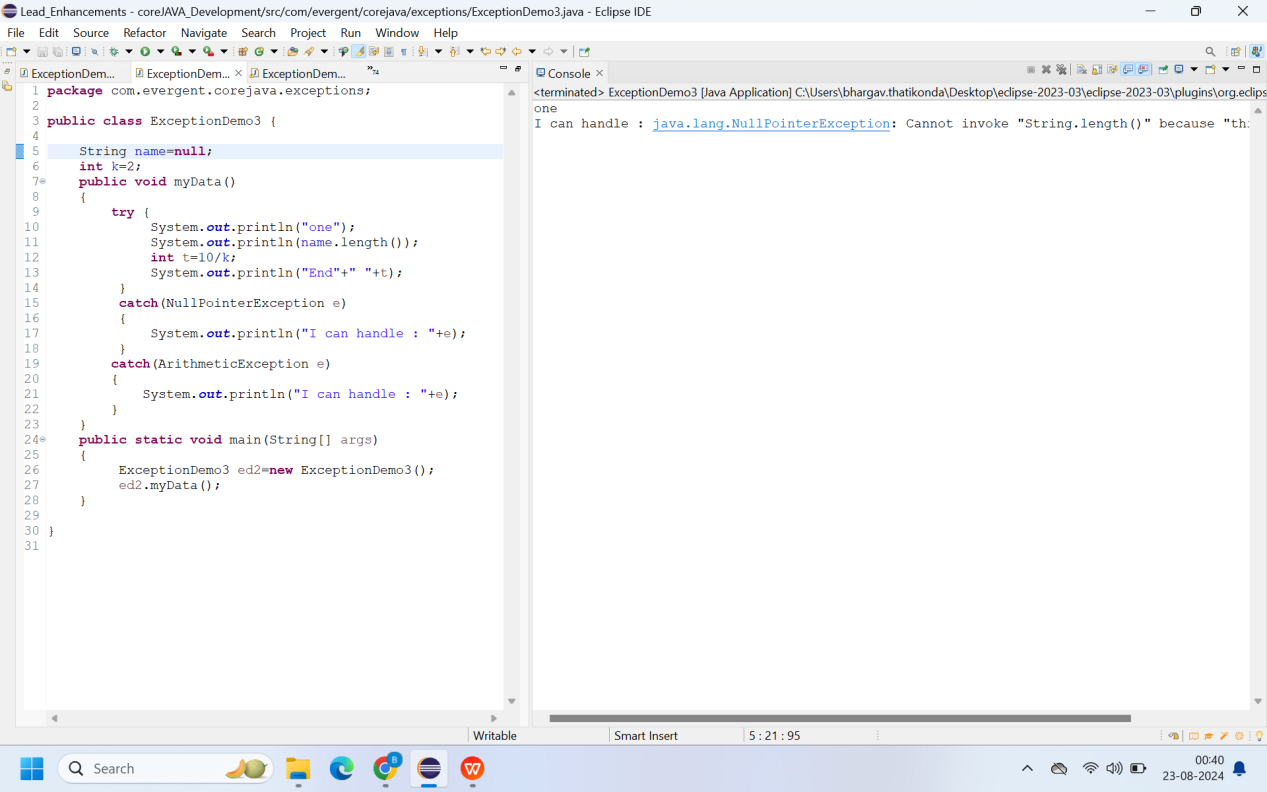 Lead_Enhancements - coreJAVA_Development/src/com/evergent/corejava/exceptions/ExceptionDemo3.java - Eclipse IDE
File Edit Source Refactor Navigate Search Project Run Window Help
ExceptionDem... ExceptionDem... ExceptionDem... »74
1 package com.evergent.corejava.exceptions;
2
3 public class ExceptionDemo3 {
4
5 String name=null;
6 int k=2;
7 public void myData()
8 {
9 try {
10 System.out.println("one");
11 System.out.println(name.length());
12 int t=10/k;
13 System.out.println("End"+" "+t);
14 }
15 catch(NullPointerException e)
16 {
17 System.out.println("I can handle : "+e);
18 }
19 catch(ArithmeticException e)
20 {
21 System.out.println("I can handle : "+e);
22 }
23 }
24 public static void main(String[] args)
25 {
26 ExceptionDemo3 ed2=new ExceptionDemo3();
27 ed2.myData();
28 }
29
30 }
31
Console
<terminated> ExceptionDemo3 [Java Application] C:\Users\bhargav.thatikonda\Desktop\eclipse-2023-03\eclipse-2023-03\plugins\org.eclips
one
I can handle : java.lang.NullPointerException: Cannot invoke "String.length()" because "thi
Writable Smart Insert 5 : 21 : 95
Search
B
W
00:40
23-08-2024